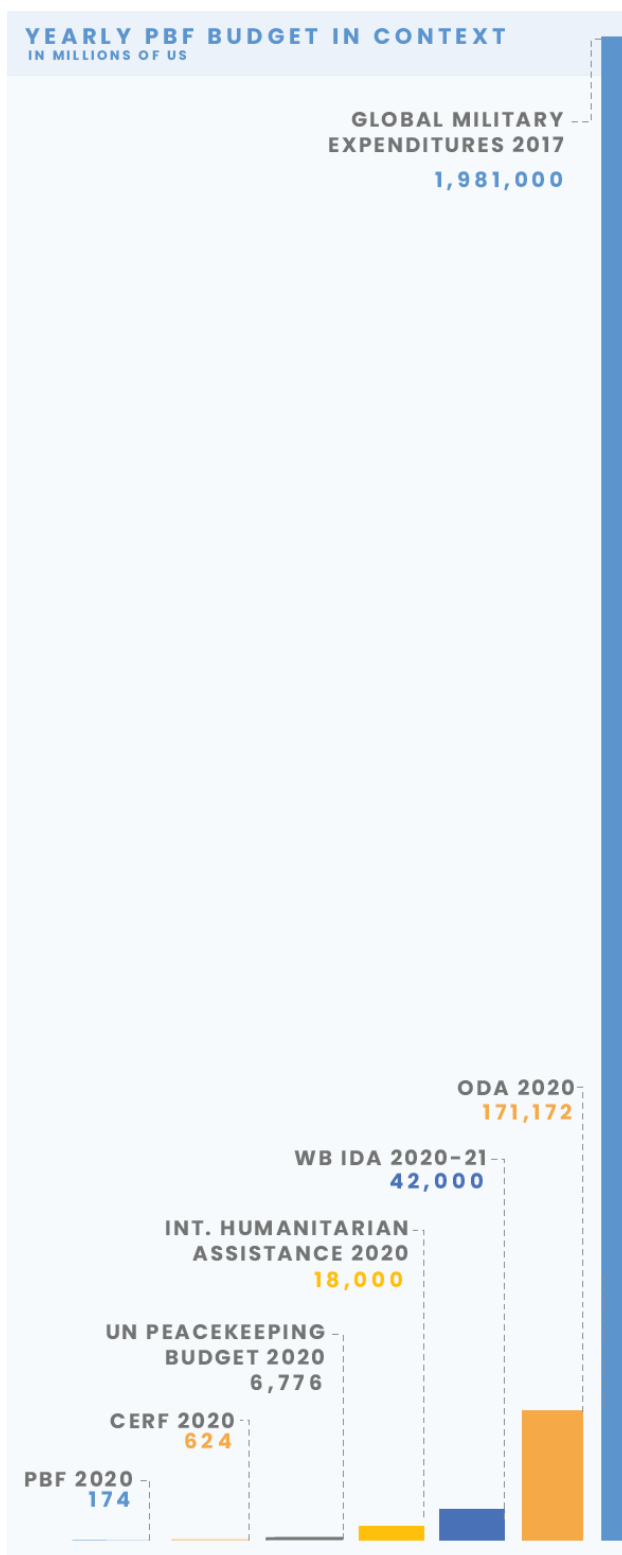 YEARLY PBF BUDGET IN CONTEXT
IN MILLIONS OF US
GLOBAL MILITARY
EXPENDITURES 2017
1,981,000
ODA 2020
171,172
WB IDA 2020-21
42,000
INT. HUMANITARIAN
ASSISTANCE 2020
18,000
UN PEACEKEEPING
BUDGET 2020
6,776
CERF 2020
624
PBF 2020
174